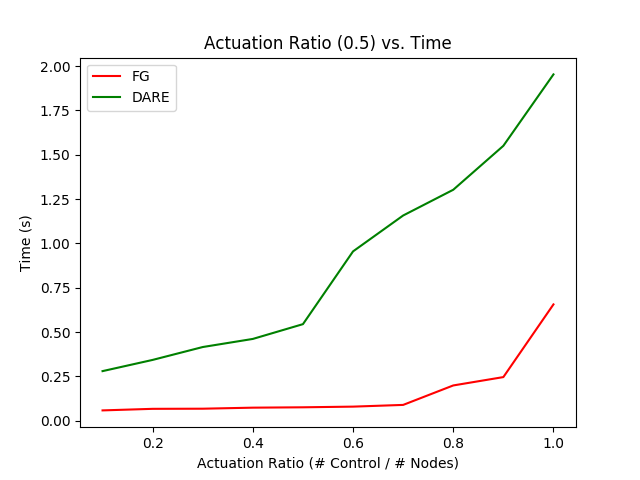 Actuation Ratio (0.5) vs. Time
FG
DARE
2.00
1.75
1.50
1.25
1.00
0.75
0.50
0.25
0.00
Time (s)
0.2 0.4 0.6 0.8 1.0
Actuation Ratio (# Control / # Nodes)